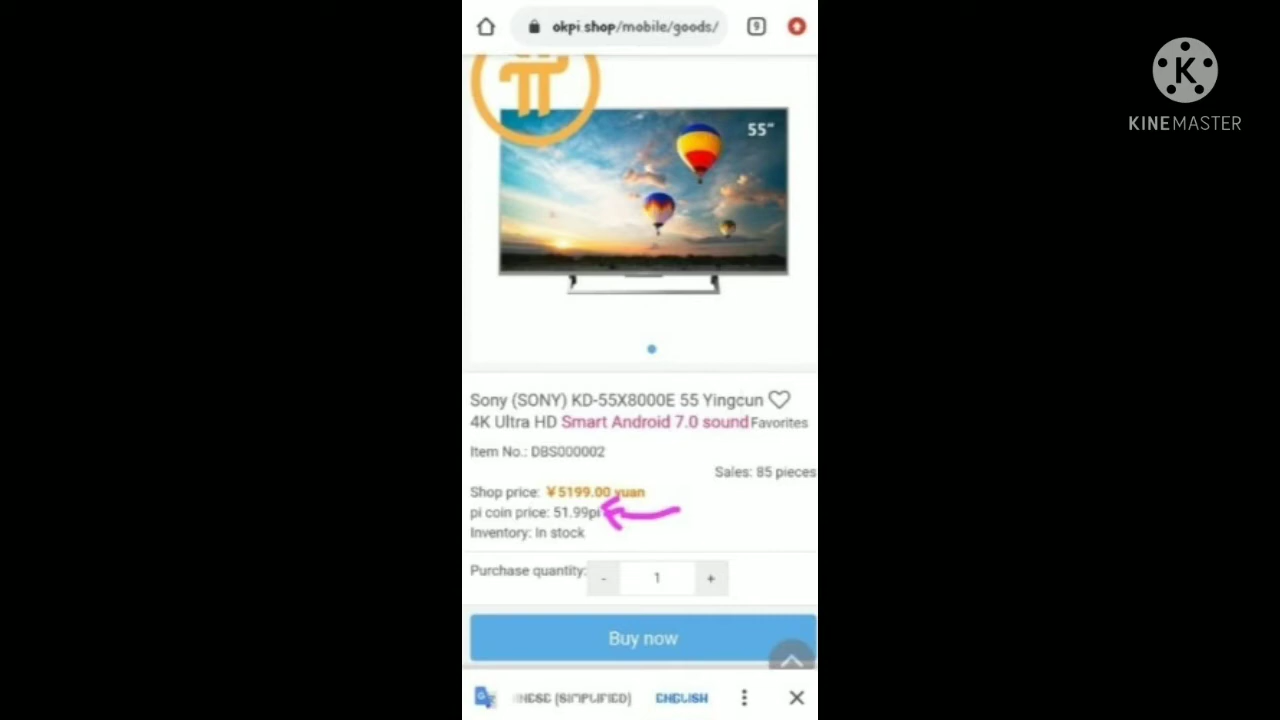 okpi.shop/mobile/goods/
9
55"
K
KINEMASTER
Sony (SONY) KD-55X8000E 55 Yingcun
4K Ultra HD Smart Android 7.0 sound Favorites
Item No.: DBS000002
Sales: 85 pieces
Shop price: ¥5199.00 yuan
pi coin price: 51.99pi
Inventory: In stock
Purchase quantity: - 1 +
Buy now
(SIMPLIFIED) ENGLISH